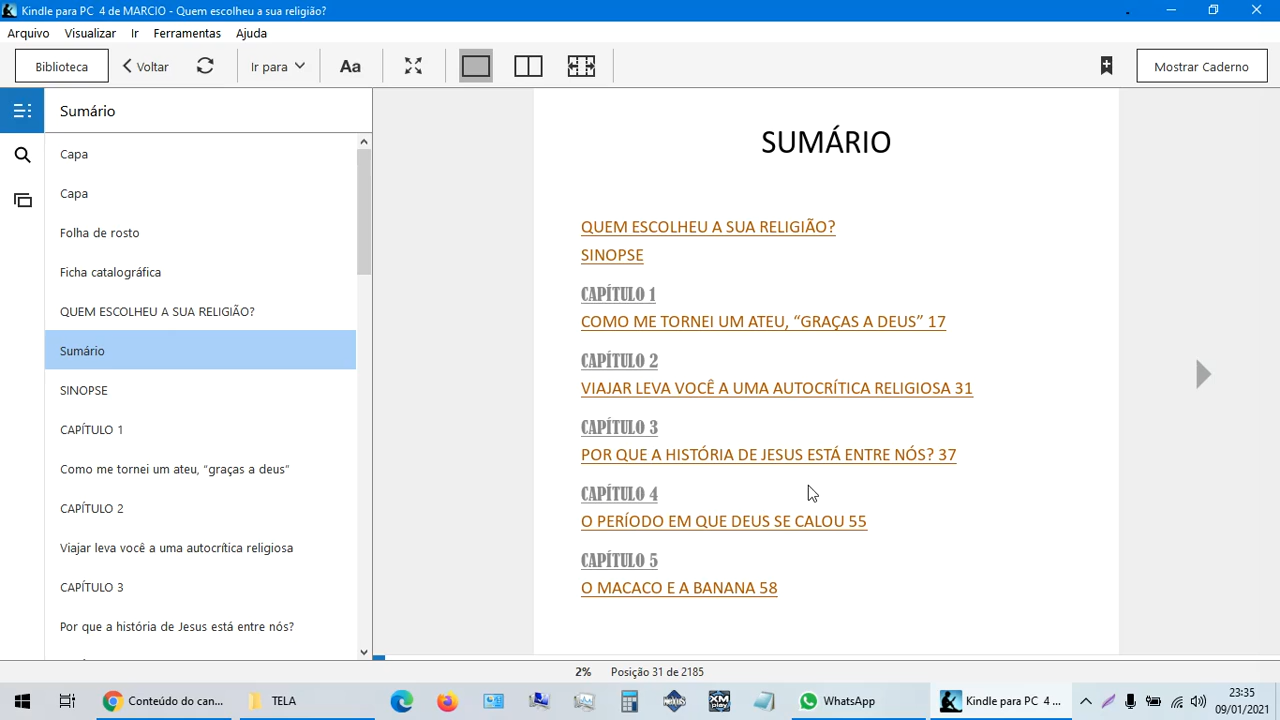 Kindle para PC 4 de MARCIO - Quem escolheu a sua religião?
Arquivo Visualizar Ir Ferramentas Ajuda
Biblioteca Voltar Ir para Aa Mostrar Caderno
Sumário
Capa
Capa
Folha de rosto
Ficha catalográfica
QUEM ESCOLHEU A SUA RELIGIÃO?
Sumário
SINOPSE
CAPÍTULO 1
Como me tornei um ateu, “graças a deus”
CAPÍTULO 2
Viajar leva você a uma autocrítica religiosa
CAPÍTULO 3
Por que a história de Jesus está entre nós?
SUMÁRIO
QUEM ESCOLHEU A SUA RELIGIÃO?
SINOPSE
CAPÍTULO 1
COMO ME TORNEI UM ATEU, “GRAÇAS A DEUS” 17
CAPÍTULO 2
VIAJAR LEVA VOCÊ A UMA AUTOCRÍTICA RELIGIOSA 31
CAPÍTULO 3
POR QUE A HISTÓRIA DE JESUS ESTÁ ENTRE NÓS? 37
CAPÍTULO 4
O PERÍODO EM QUE DEUS SE CALOU 55
CAPÍTULO 5
O MACACO E A BANANA 58
2% Posição 31 de 2185
Conteúdo do can... TELA WhatsApp Kindle para PC 4 ... 23:35
09/01/2021